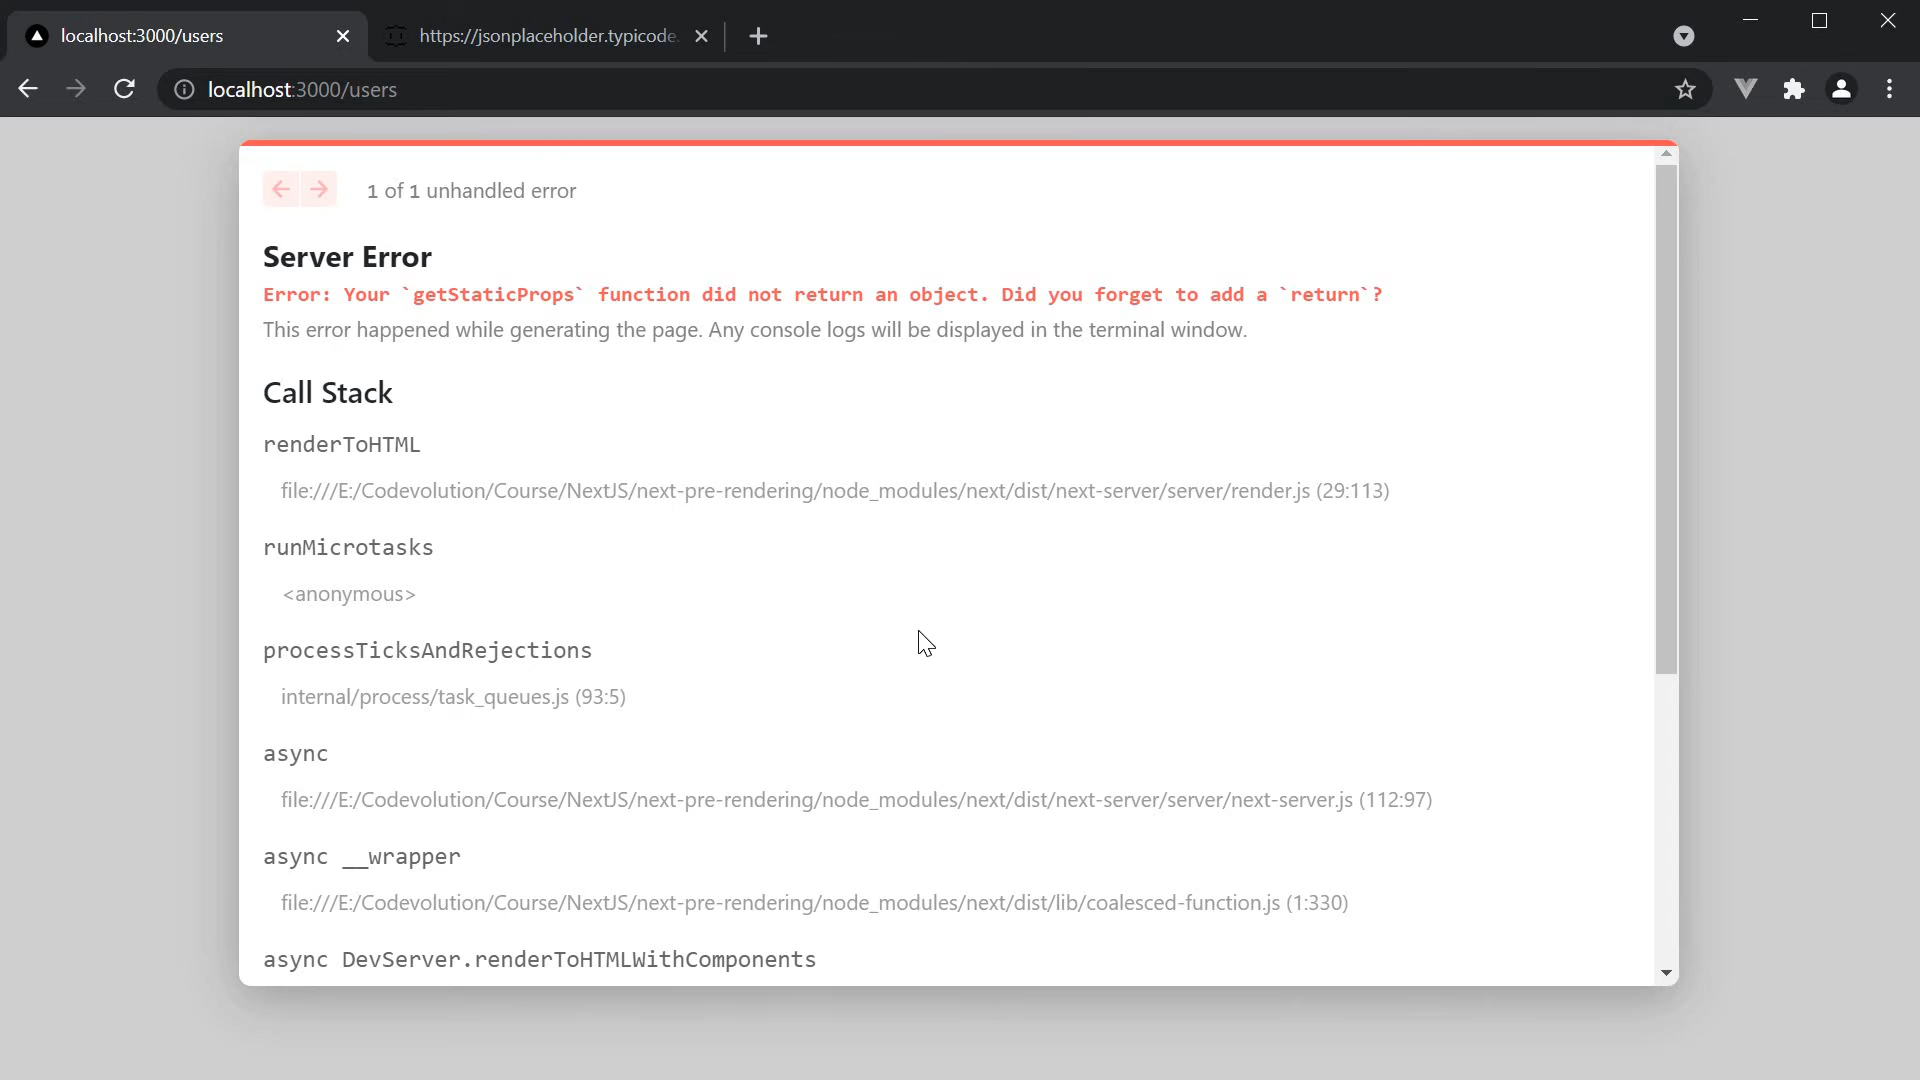 localhost:3000/users
https://jsonplaceholder.typicode.
localhost:3000/users
1 of 1 unhandled error
Server Error
Error: Your `getStaticProps` function did not return an object. Did you forget to add a `return`?
This error happened while generating the page. Any console logs will be displayed in the terminal window.
Call Stack
renderToHTML
file:///E:/Codevolution/Course/NextJS/next-pre-rendering/node_modules/next/dist/next-server/server/render.js (29:113)
runMicrotasks
<anonymous>
processTicksAndRejections
internal/process/task_queues.js (93:5)
async
file:///E:/Codevolution/Course/NextJS/next-pre-rendering/node_modules/next/dist/next-server/server/next-server.js (112:97)
async __wrapper
file:///E:/Codevolution/Course/NextJS/next-pre-rendering/node_modules/next/dist/lib/coalesced-function.js (1:330)
async DevServer.renderToHTMLWithComponents